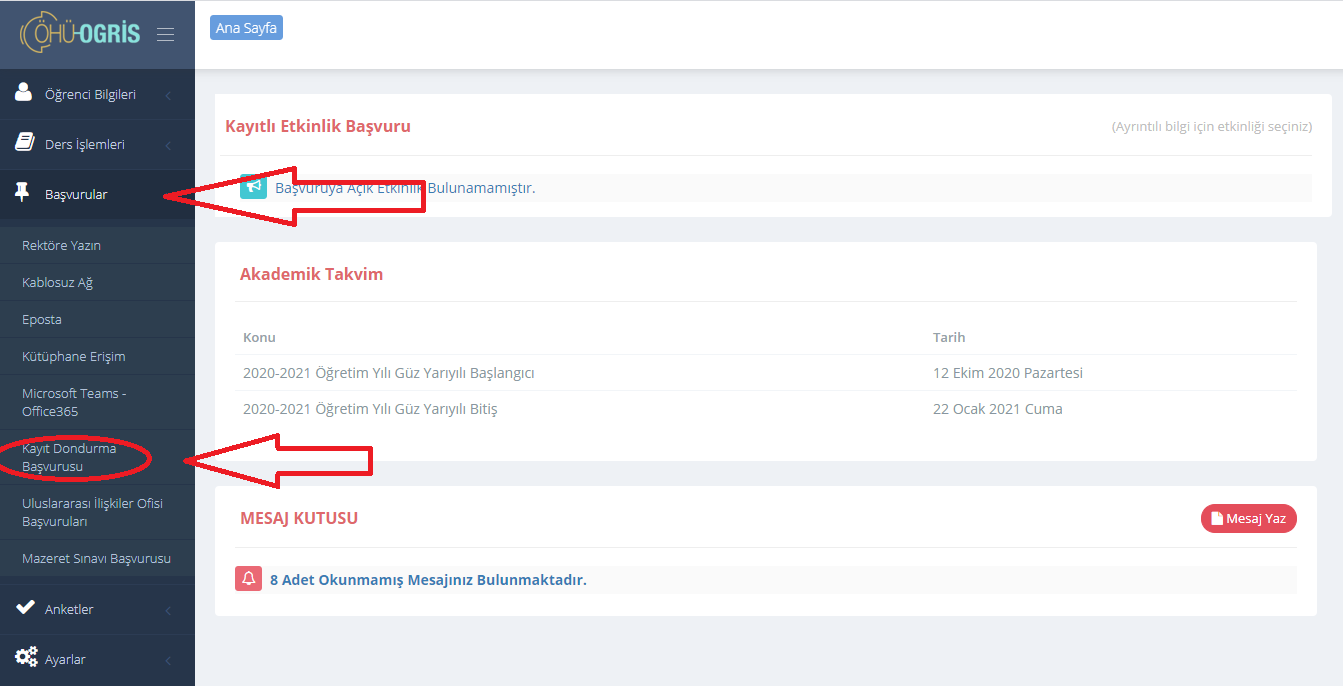 ÖHÜ-OGRİS
Ana Sayfa
Öğrenci Bilgileri
Ders İşlemleri
Başvurular
Rektöre Yazın
Kablosuz Ağ
Eposta
Kütüphane Erişim
Microsoft Teams -
Office365
Kayıt Dondurma
Başvurusu
Uluslararası İlişkiler Ofisi
Başvuruları
Mazeret Sınavı Başvurusu
Anketler
Ayarlar
Kayıtlı Etkinlik Başvuru
(Ayrıntılı bilgi için etkinliği seçiniz)
Başvuruya Açık Etkinlik Bulunamamıştır.
Akademik Takvim
Konu Tarih
2020-2021 Öğretim Yılı Güz Yarıyılı Başlangıcı 12 Ekim 2020 Pazartesi
2020-2021 Öğretim Yılı Güz Yarıyılı Bitiş 22 Ocak 2021 Cuma
MESAJ KUTUSU
Mesaj Yaz
8 Adet Okunmamış Mesajınız Bulunmaktadır.